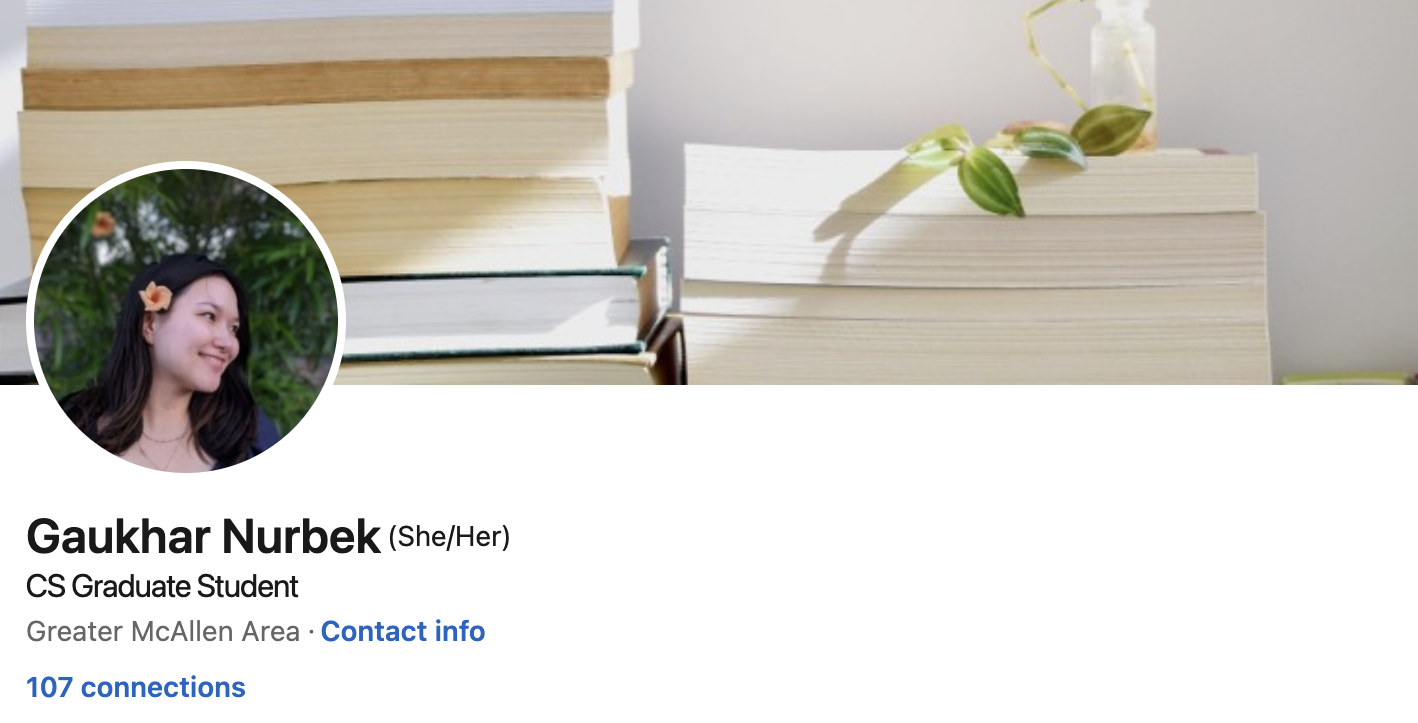 Gaukhar Nurbek (She/Her)
CS Graduate Student
Greater McAllen Area · Contact info
107 connections